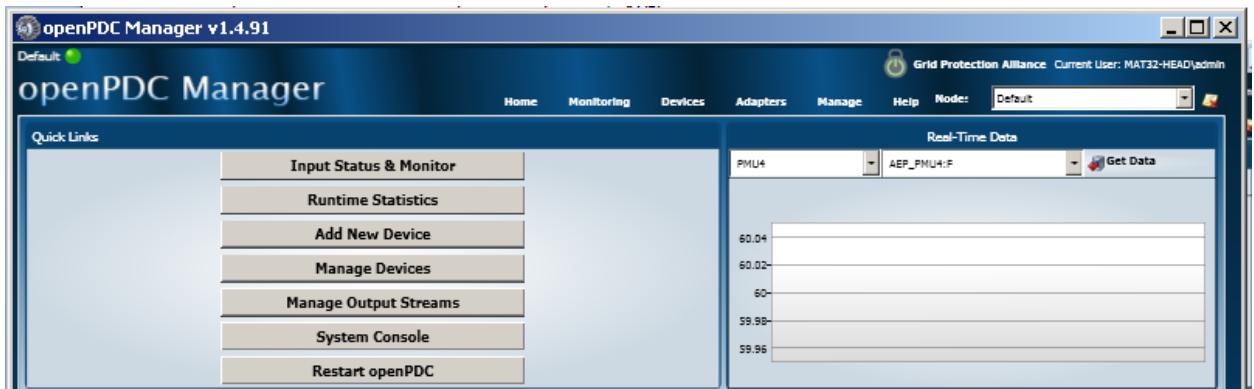 openPDC Manager v1.4.91
Default
openPDC Manager
Grid Protection Alliance Current User: MAT32-HEAD\admin
Home Monitoring Devices Adapters Manage Help Node: Default
Quick Links
Input Status & Monitor
Runtime Statistics
Add New Device
Manage Devices
Manage Output Streams
System Console
Restart openPDC
Real-Time Data
PMU4 AEP_PMU4:F Get Data
60.04
60.02
60
59.98
59.96